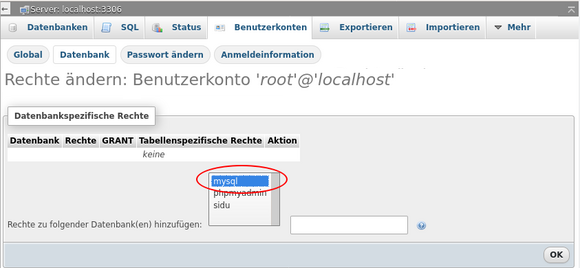 Server: localhost:3306
Datenbanken SQL Status Benutzerkonten Exportieren Importieren Mehr
Global Datenbank Passwort ändern Anmeldeinformation
Rechte ändern: Benutzerkonto 'root'@'localhost'
Datenbankspezifische Rechte
Datenbank Rechte GRANT Tabellenspezifische Rechte Aktion
keine
mysql
phpmyadmin
sidu
Rechte zu folgender Datenbank(en) hinzufügen:
OK